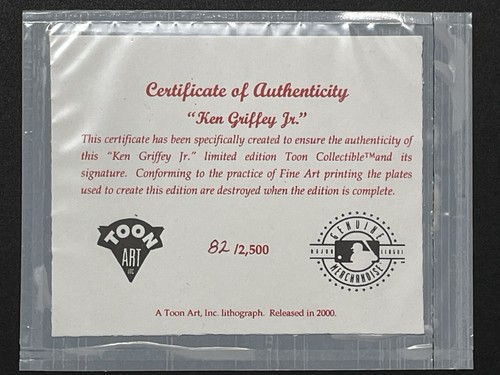 Certificate of Authenticity
“Ken Griffey Jr.”
This certificate has been specifically created to ensure the authenticity of
this “Ken Griffey Jr.” limited edition Toon Collectible™and its
signature. Conforming to the practice of Fine Art printing the plates
used to create this edition are destroyed when the edition is complete.
TOON
ART
INC
82 /2,500
GENUINE
MAJOR LEAGUE
MERCHANDISE
A Toon Art, Inc. lithograph. Released in 2000.